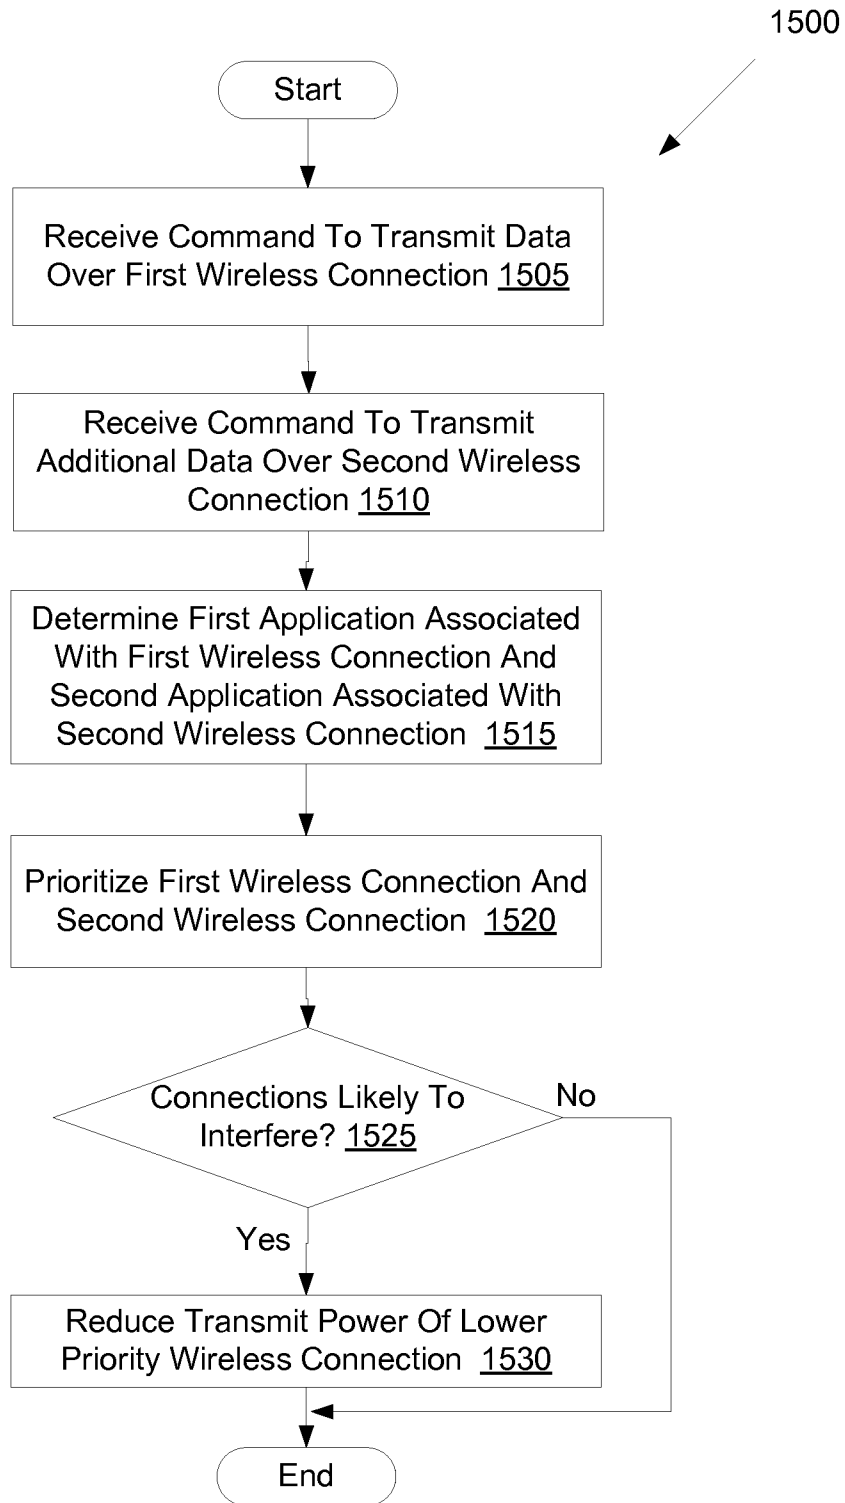 1500
Start
Receive Command To Transmit Data
Over First Wireless Connection 1505
Receive Command To Transmit
Additional Data Over Second Wireless
Connection 1510
Determine First Application Associated
With First Wireless Connection And
Second Application Associated With
Second Wireless Connection 1515
Prioritize First Wireless Connection And
Second Wireless Connection 1520
Connections Likely To
Interfere? 1525
No
Yes
Reduce Transmit Power Of Lower
Priority Wireless Connection 1530
End